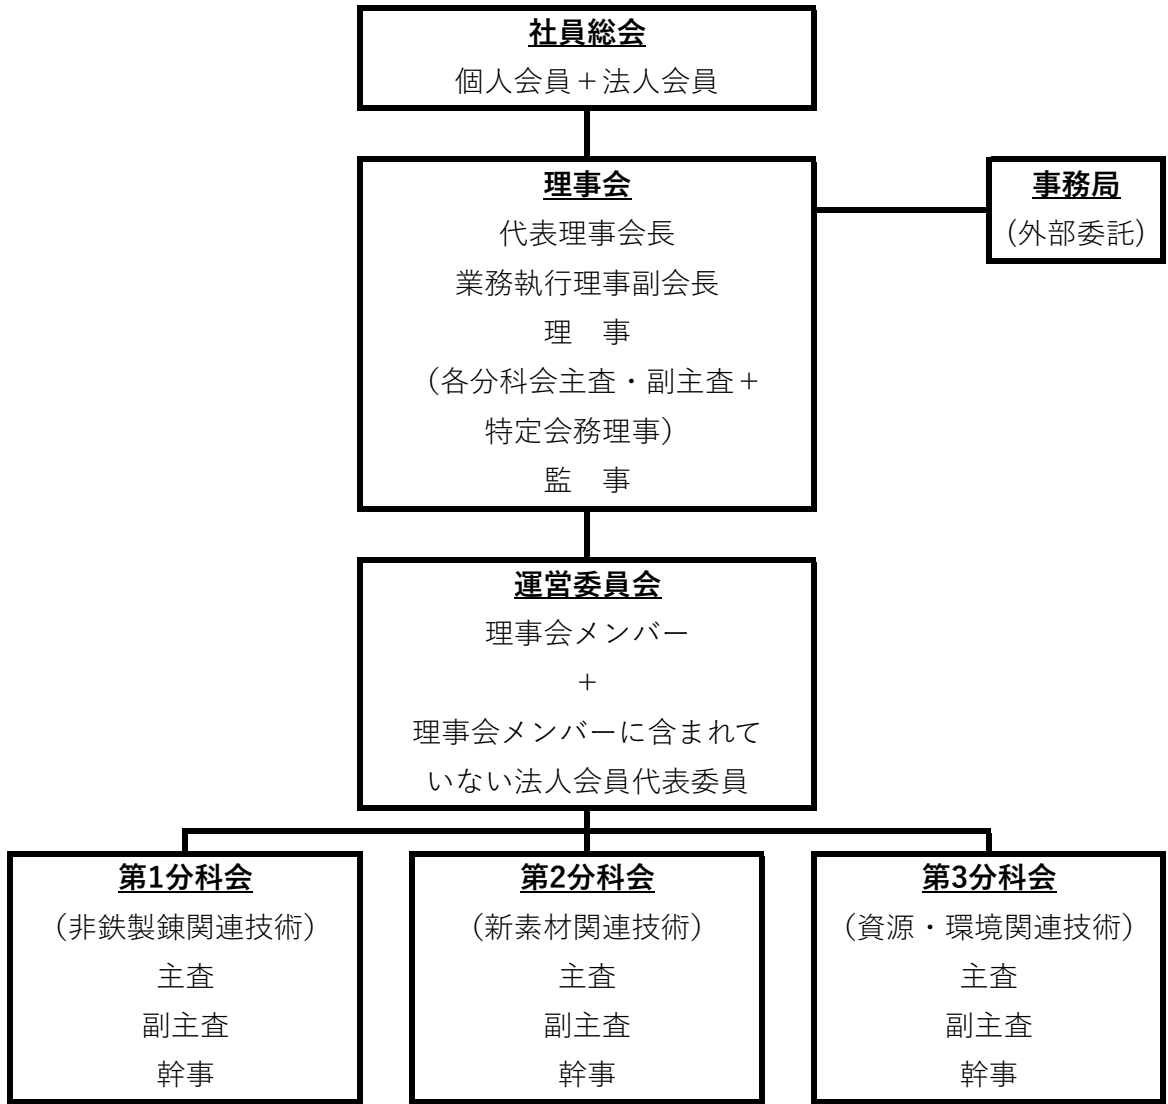 社員総会
個人会員＋法人会員
理事会
代表理事会長
業務執行理事副会長
理　事
（各分科会主査・副主査＋
特定会務理事）
監　事
事務局
（外部委託）
運営委員会
理事会メンバー
＋
理事会メンバーに含まれて
いない法人会員代表委員
第1分科会
（非鉄製錬関連技術）
主査
副主査
幹事
第2分科会
（新素材関連技術）
主査
副主査
幹事
第3分科会
（資源・環境関連技術）
主査
副主査
幹事